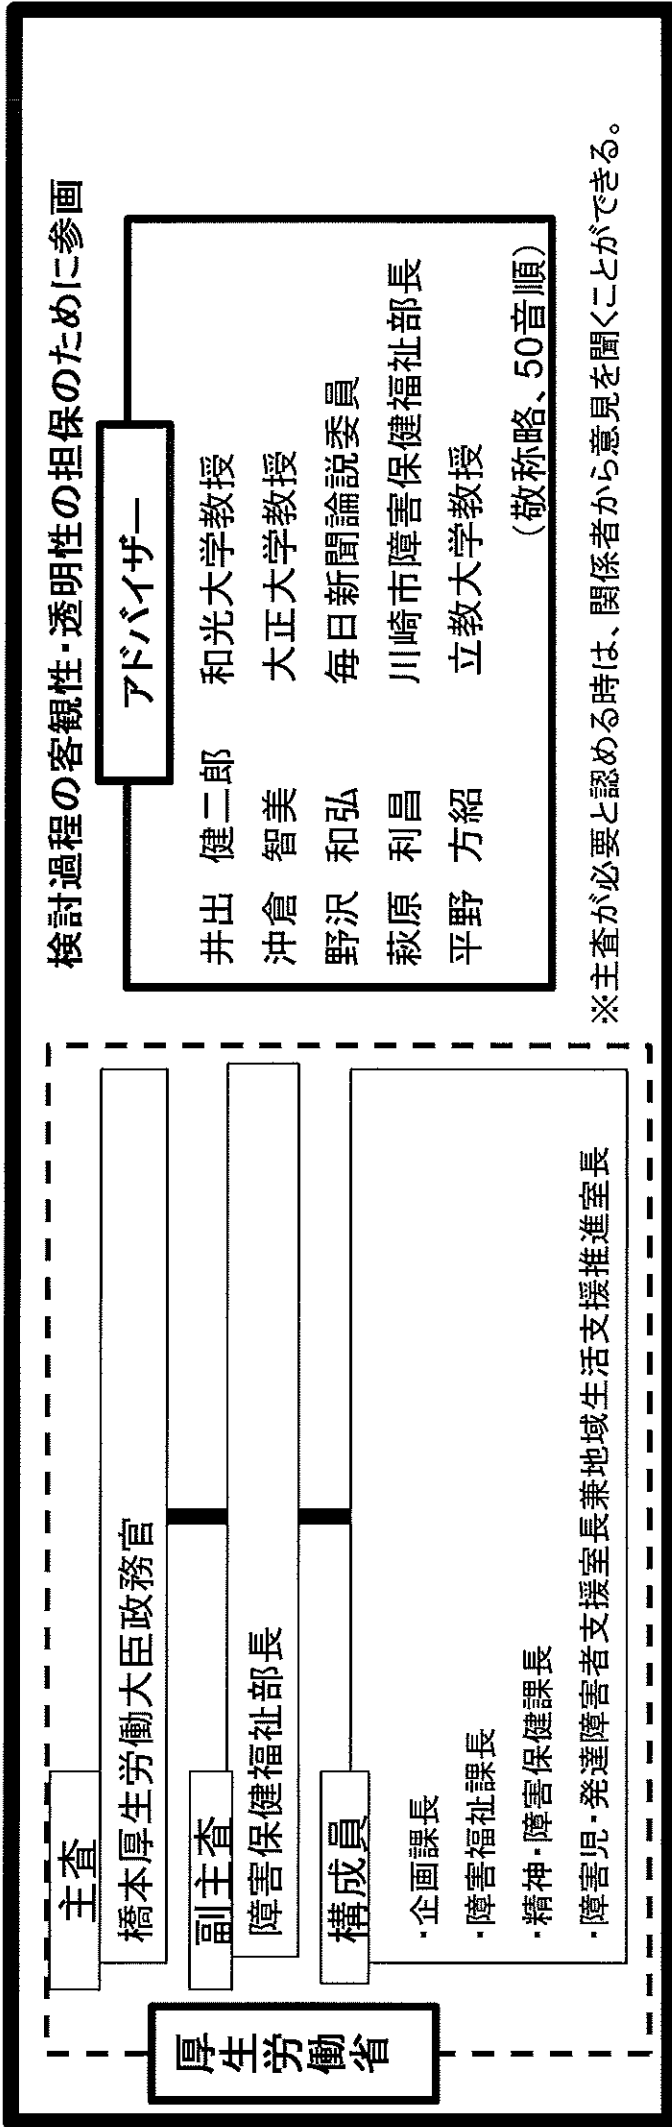 厚生労働省
主査
橋本厚生労働大臣政務官
副主査
障害保健福祉部長
構成員
・企画課長
・障害福祉課長
・精神・障害保健課長
・障害児・発達障害者支援室長兼地域生活支援推進室長
検討過程の客観性・透明性の担保のために参画
アドバイザー
井出 健二郎 和光大学教授
沖倉 智美 大正大学教授
野沢 和弘 毎日新聞論説委員
萩原 利昌 川崎市障害保健福祉部長
平野 方紹 立教大学教授
（敬称略、50音順）
※主査が必要と認める時は、関係者から意見を聞くことができる。